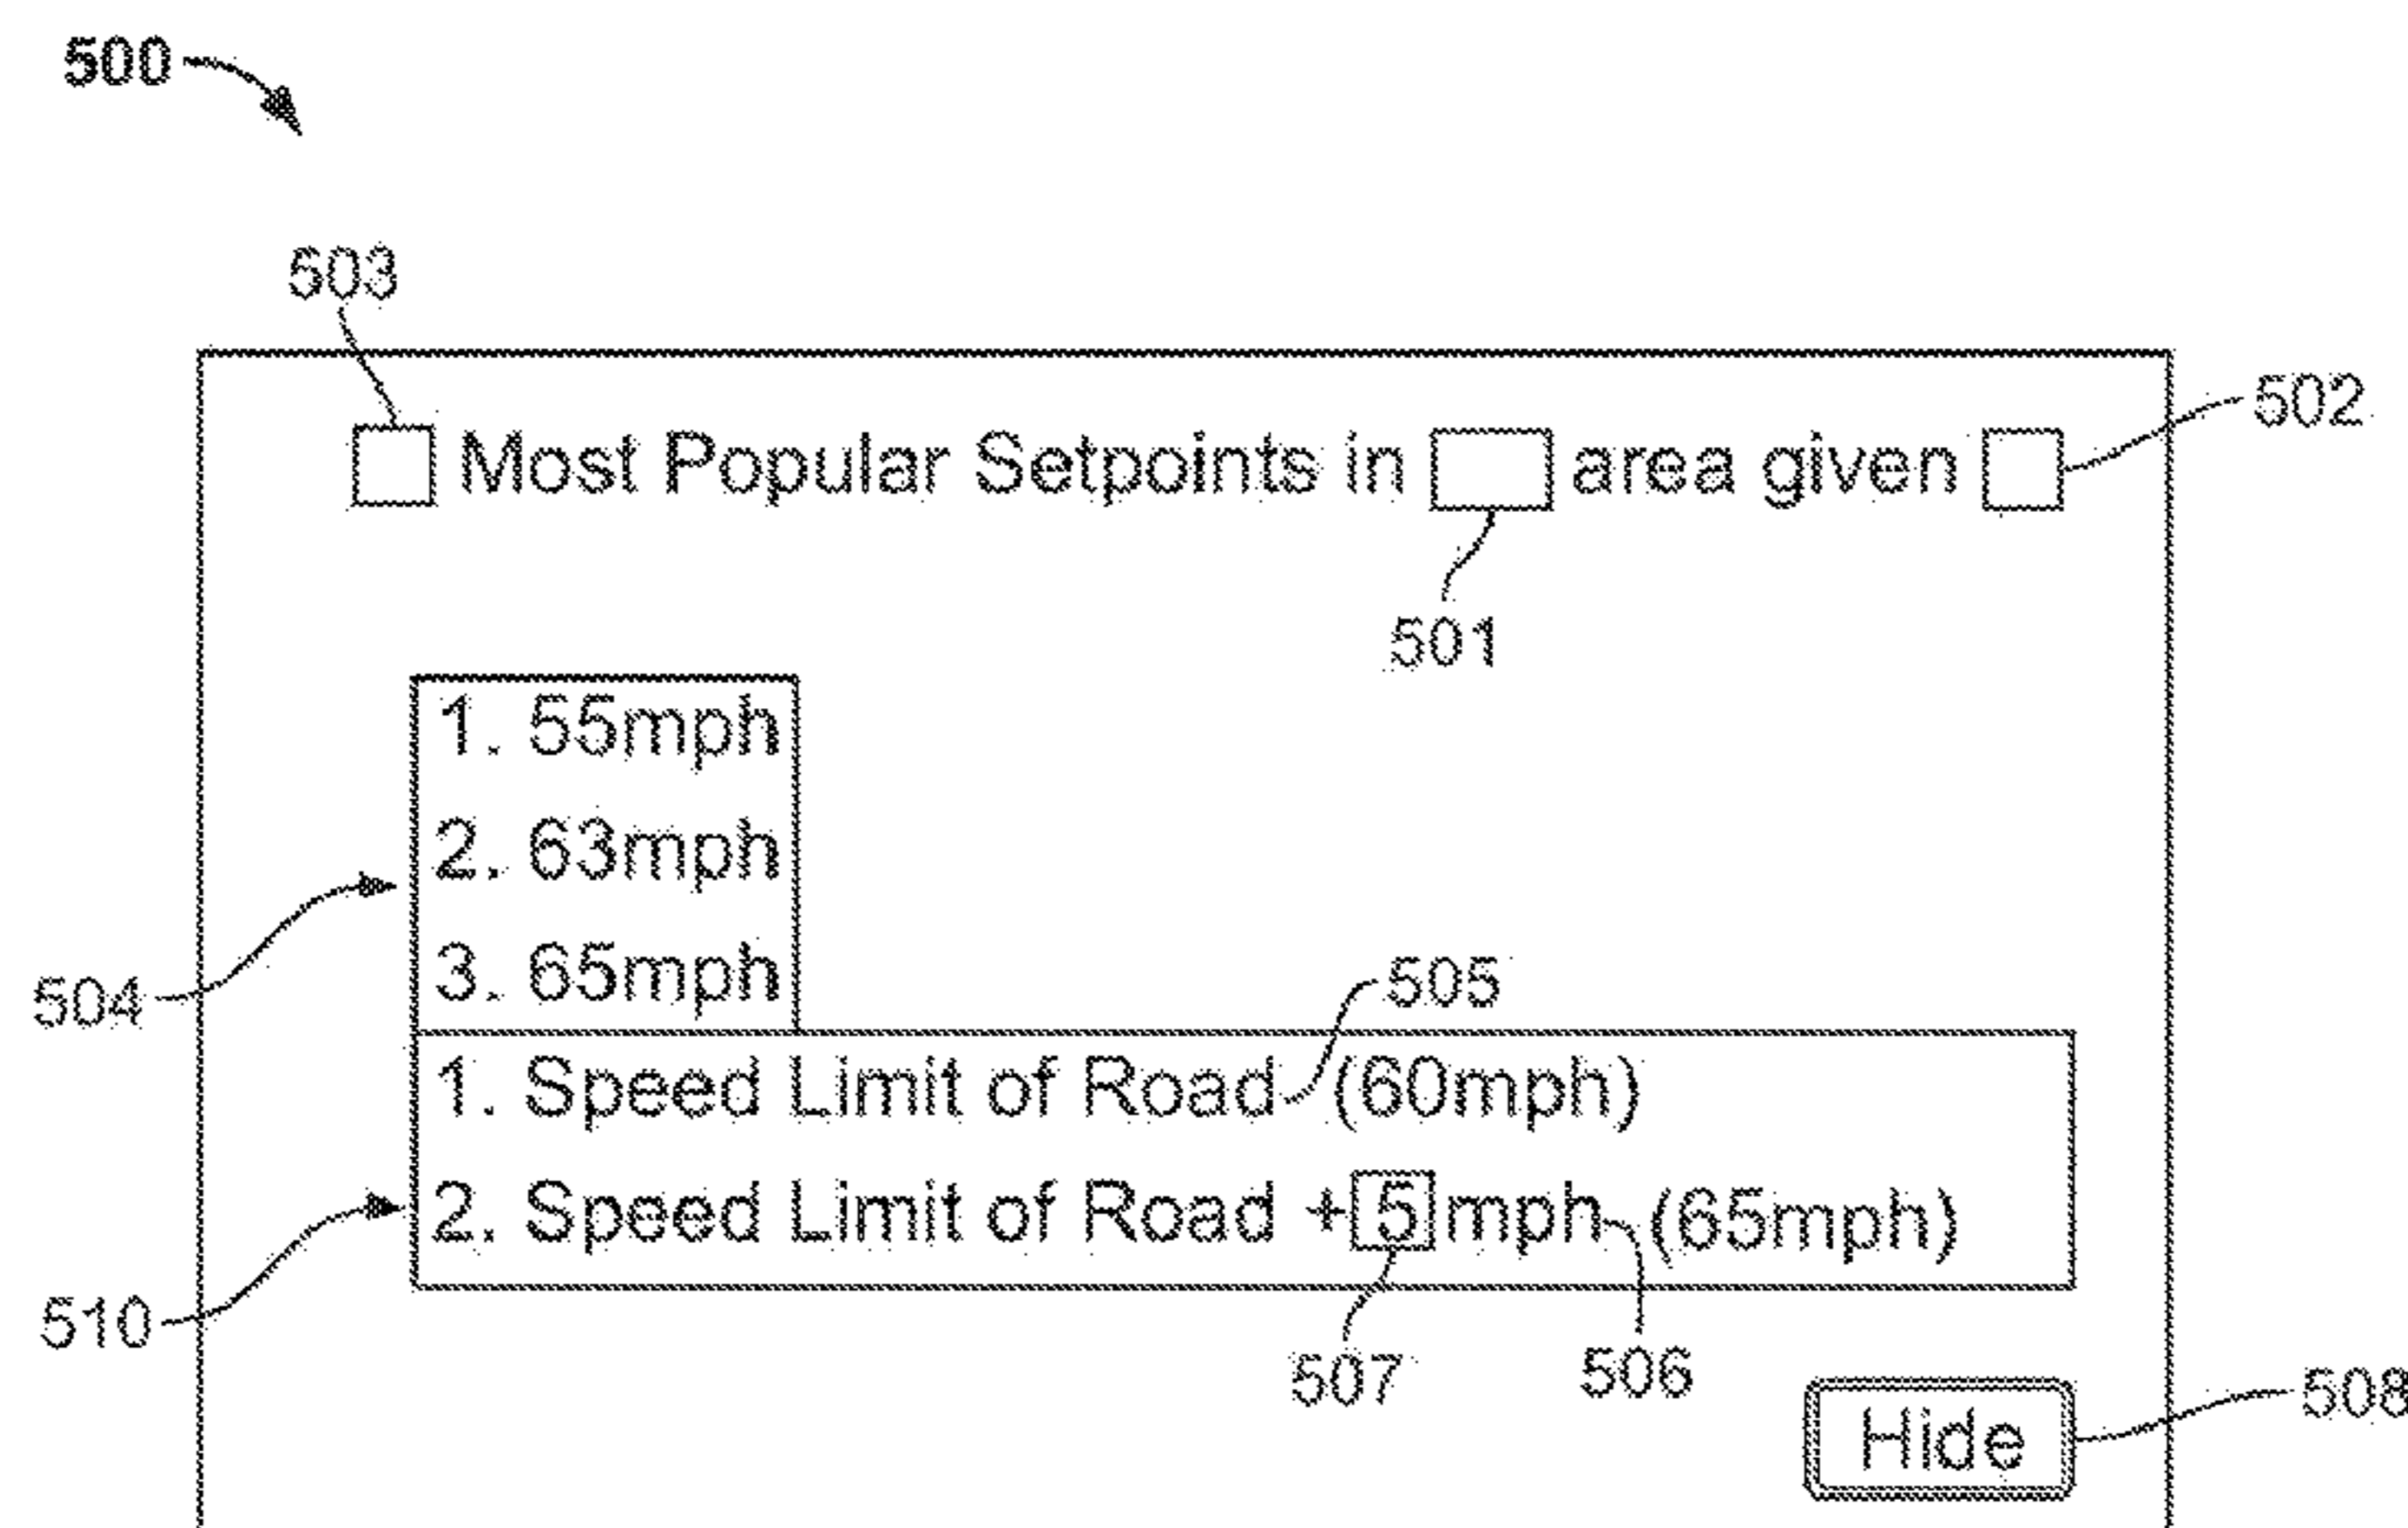 500
503
Most Popular Setpoints in area given
502
501
1. 55mph
2. 63mph
3. 65mph
504
505
1. Speed Limit of Road (60mph)
2. Speed Limit of Road + 5 mph (65mph)
510
507
506
508
Hide